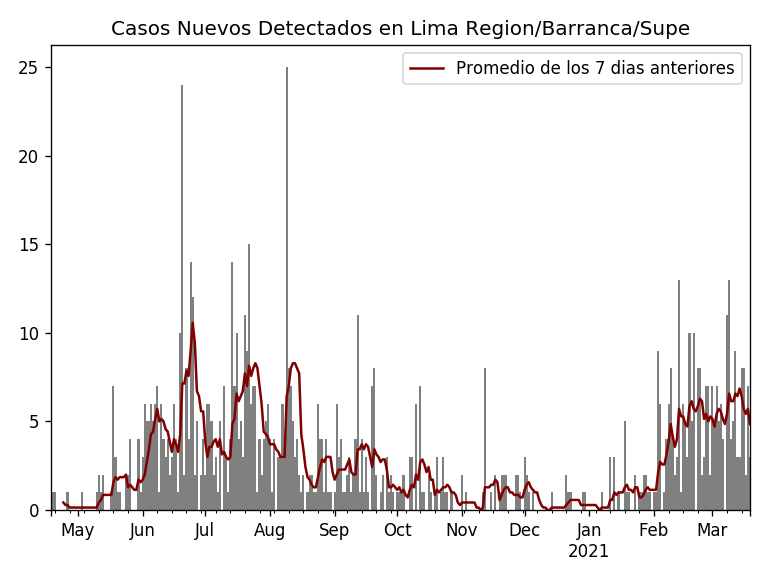 Casos Nuevos Detectados en Lima Region/Barranca/Supe
Promedio de los 7 dias anteriores
25
20
15
10
5
0
May Jun Jul Aug Sep Oct Nov Dec Jan Feb Mar
2021